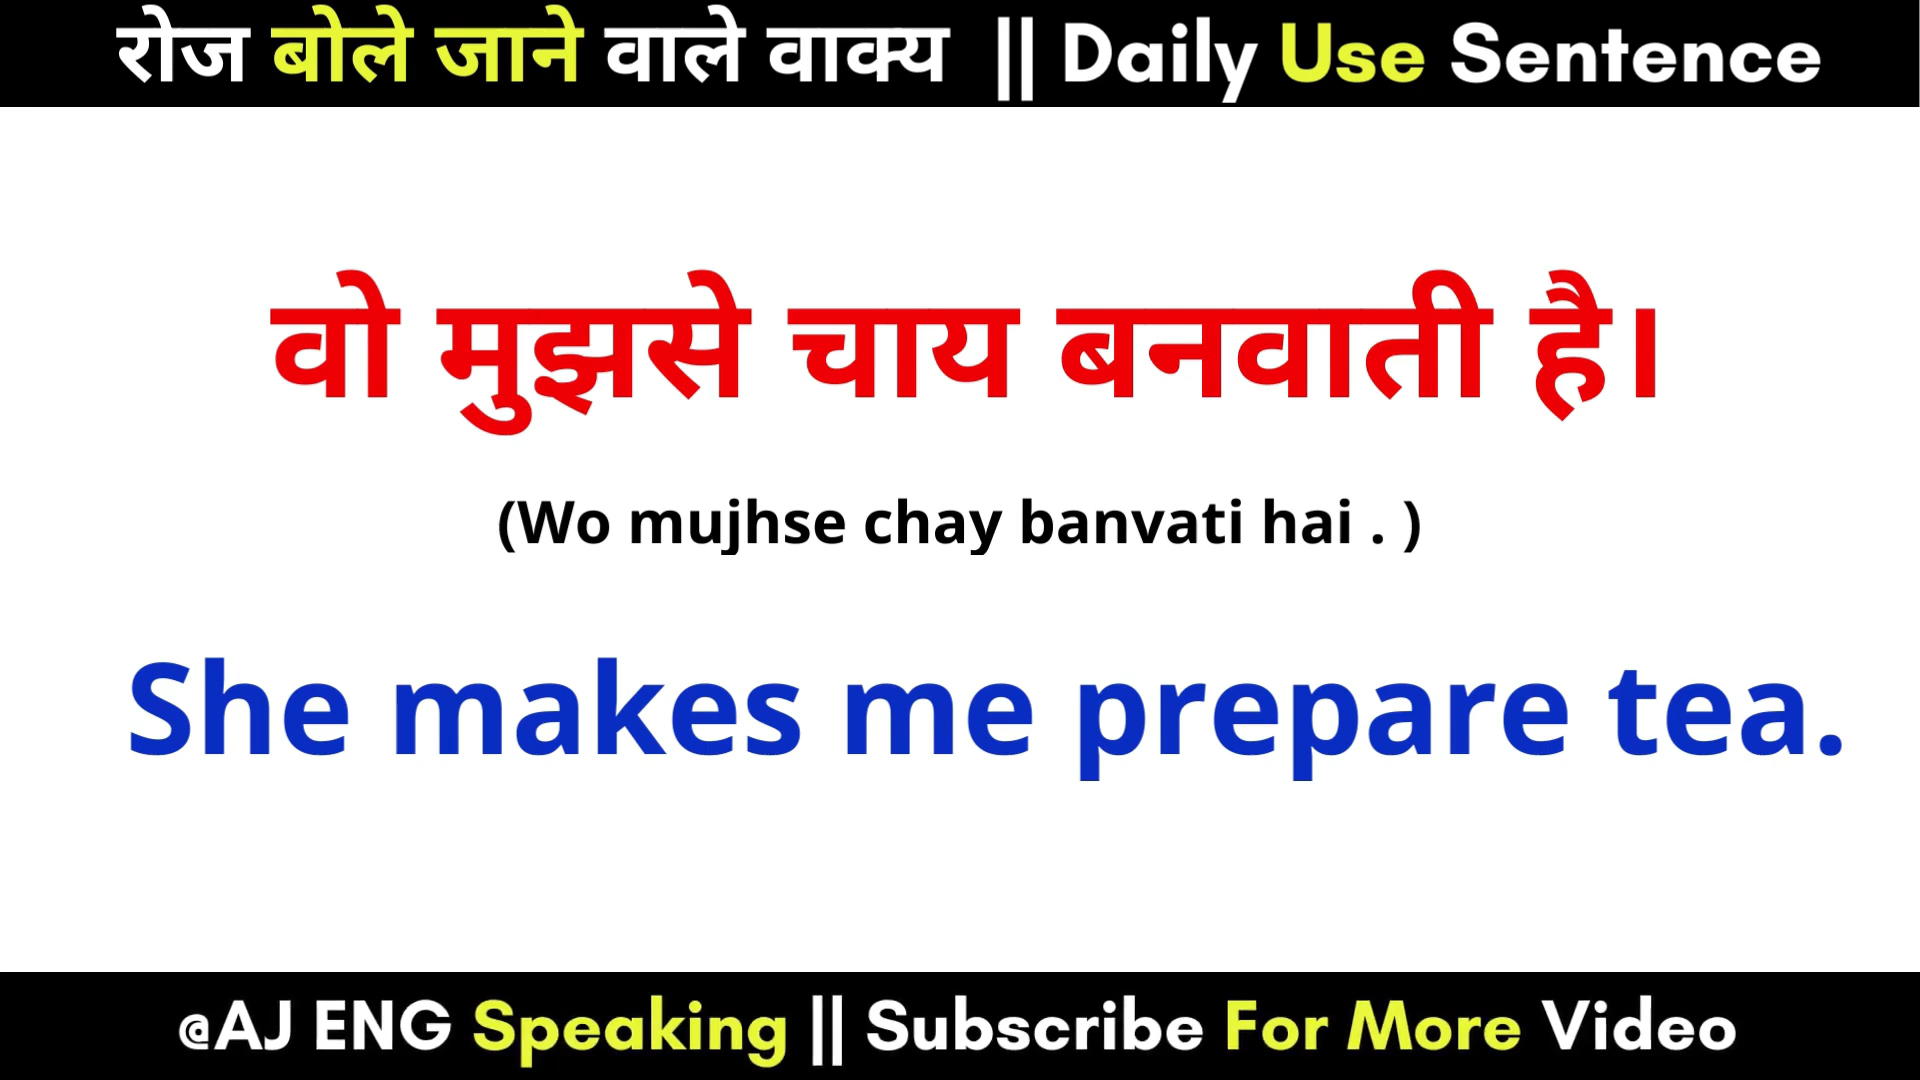 रोज बोले जाने वाले वाक्य || Daily Use Sentence
वो मुझसे चाय बनवाती है।
(Wo mujhse chay banvati hai . )
She makes me prepare tea.
@AJ ENG Speaking || Subscribe For More Video